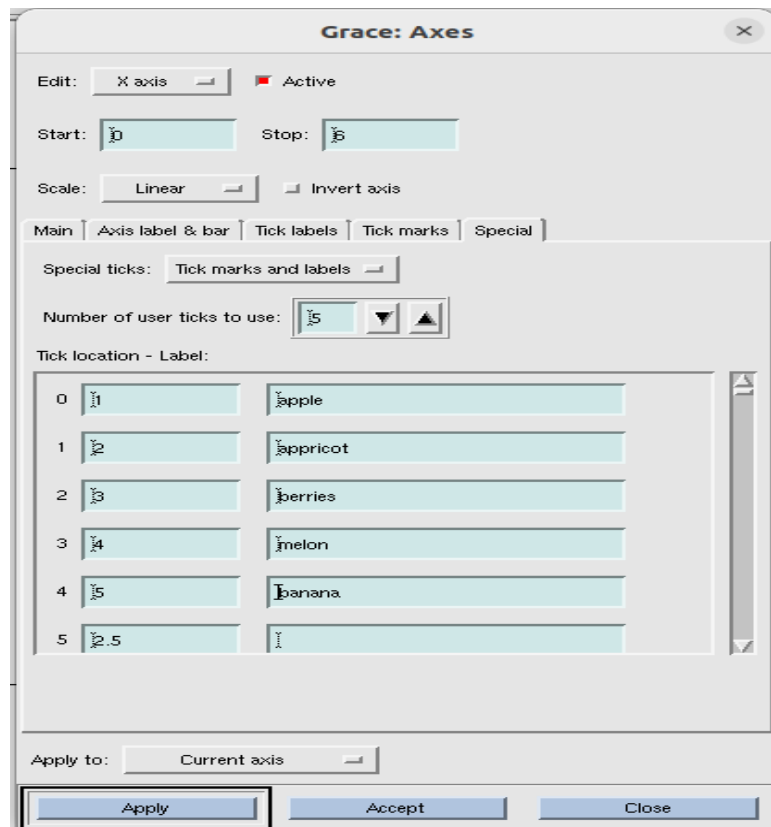 Grace: Axes
Edit: X axis Active
Start: 0 Stop: 6
Scale: Linear Invert axis
Main Axis label & bar Tick labels Tick marks Special
Special ticks: Tick marks and labels
Number of user ticks to use: 5
Tick location - Label:
0 1 apple
1 2 appricot
2 3 berries
3 4 melon
4 5 banana
5 2.5
Apply to: Current axis
Apply Accept Close